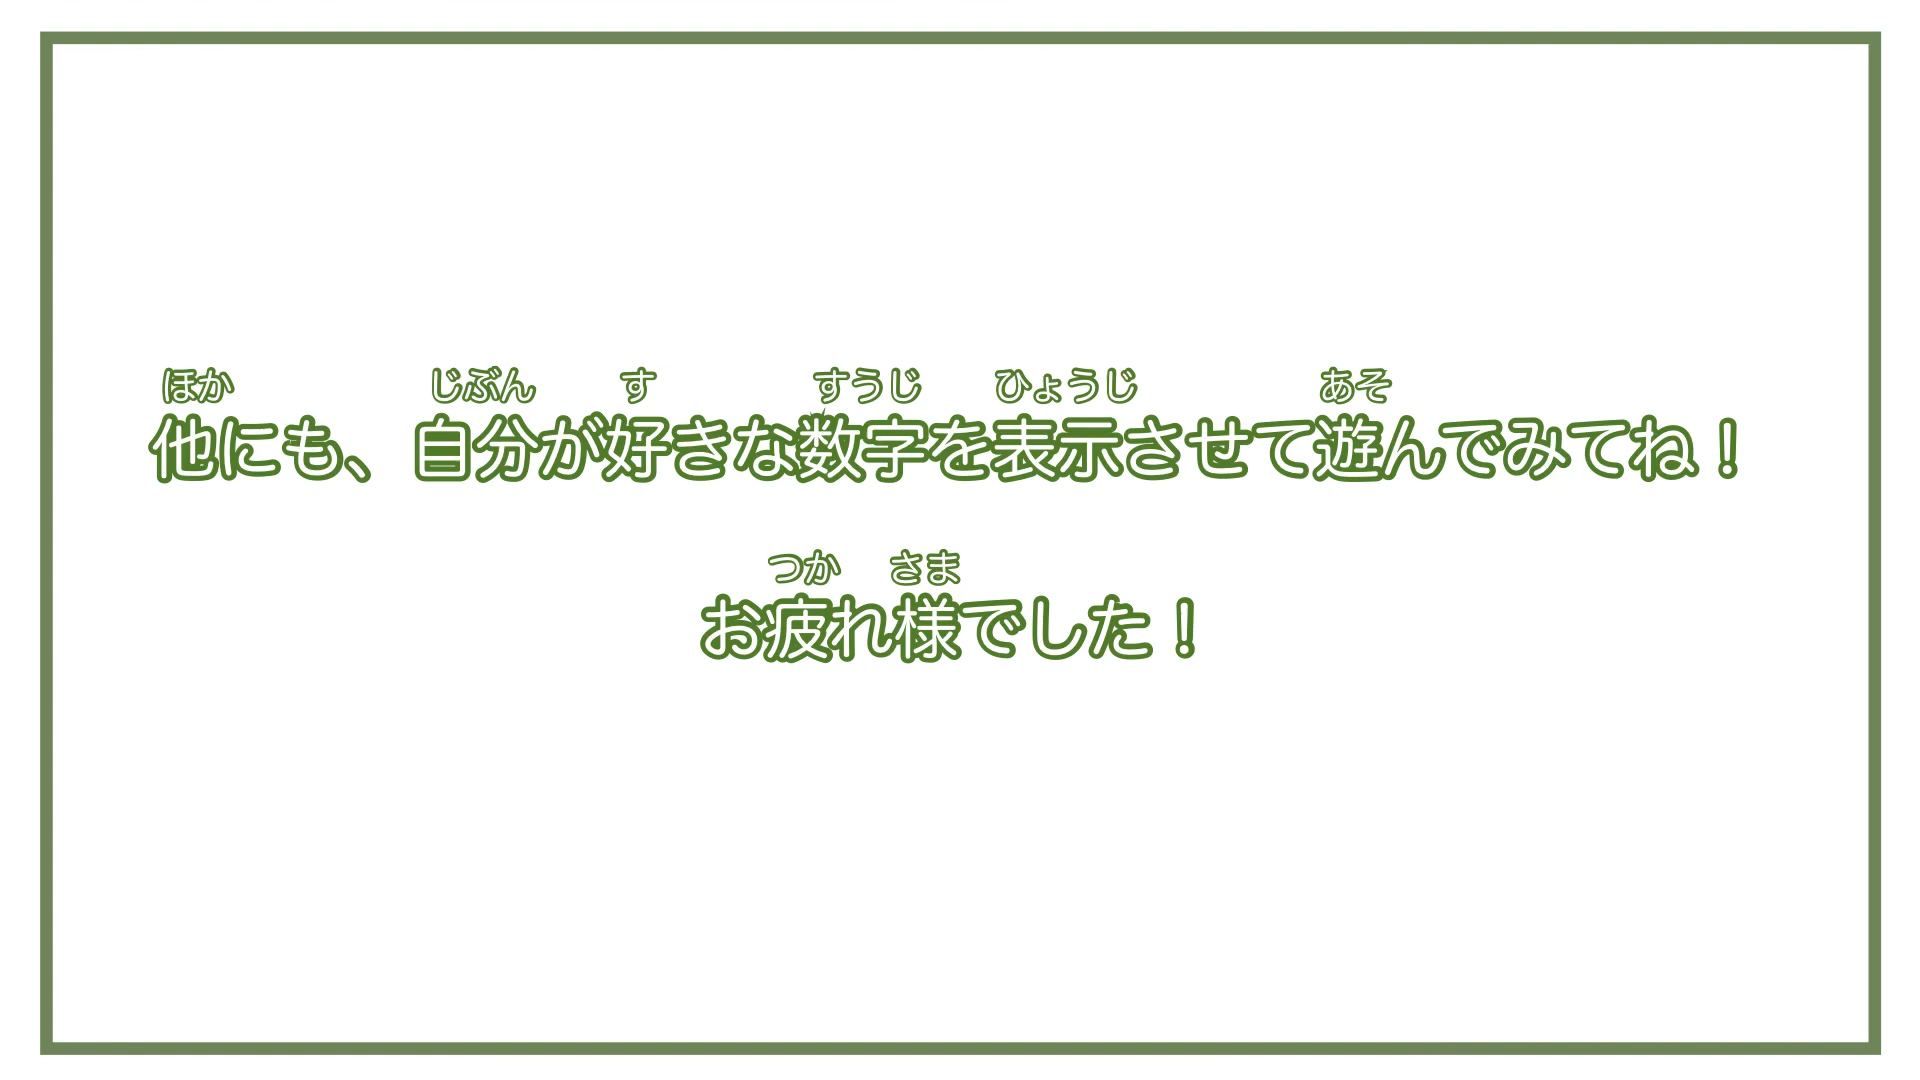 ほか じぶん す すうじ ひょうじ あそ
他にも、自分が好きな数字を表示させて遊んでみてね！
つか さま
お疲れ様でした！